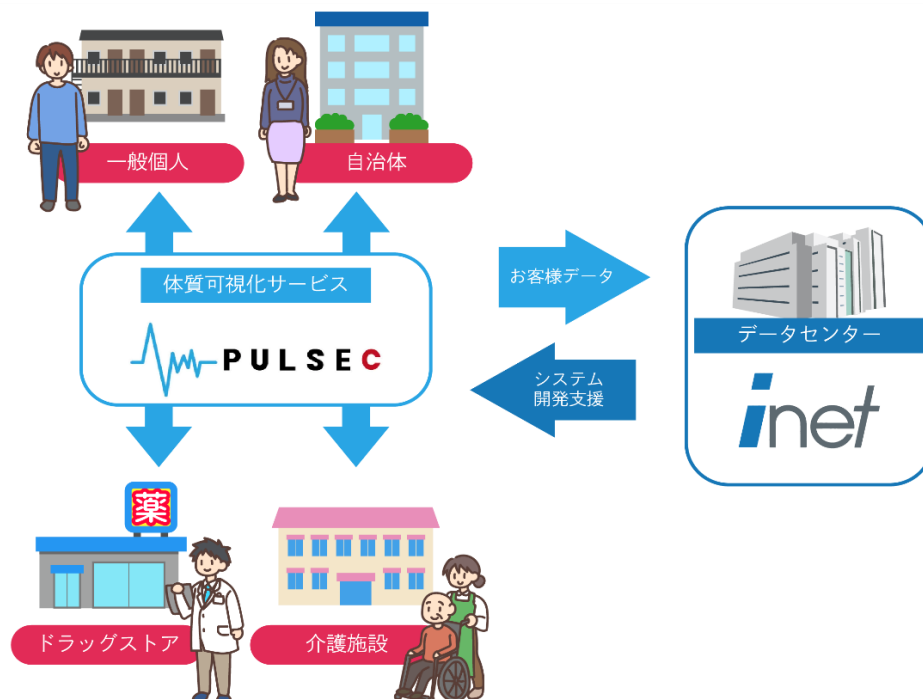 一般個人
自治体
体質可視化サービス
PULSEC
お客様データ
システム
開発支援
データセンター
inet
薬
ドラッグストア
介護施設